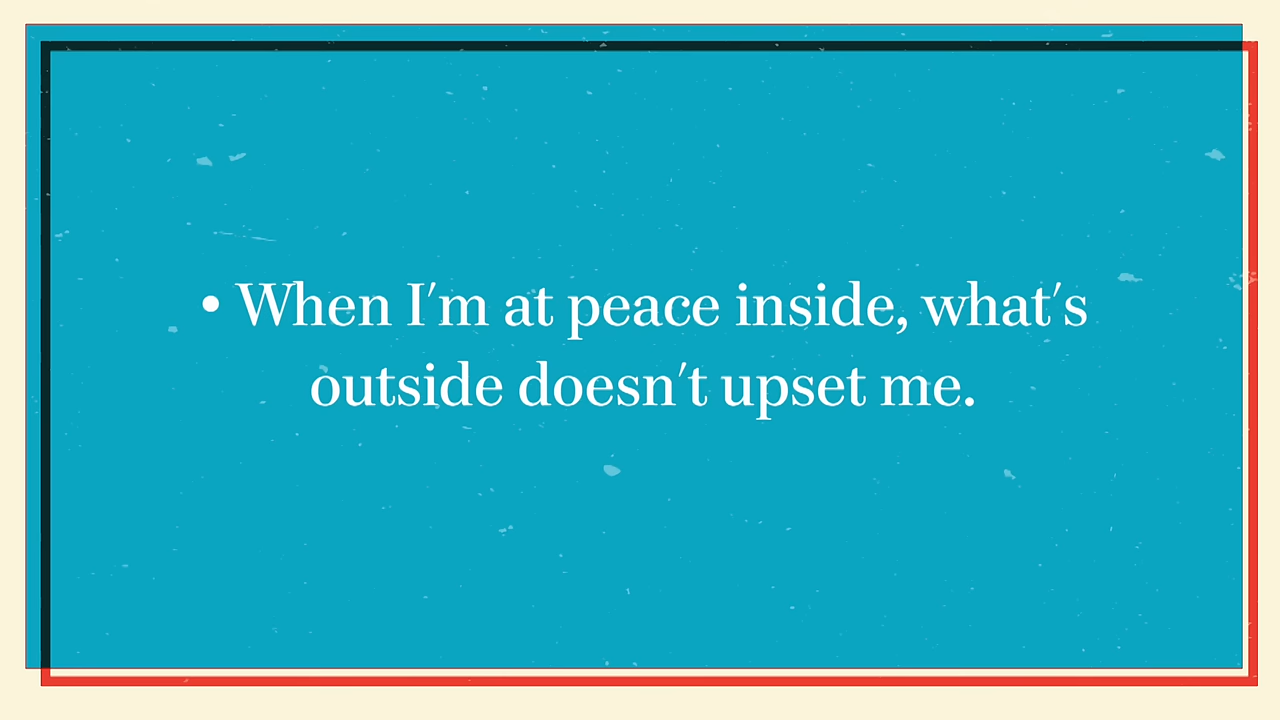 • When I'm at peace inside, what's
outside doesn't upset me.